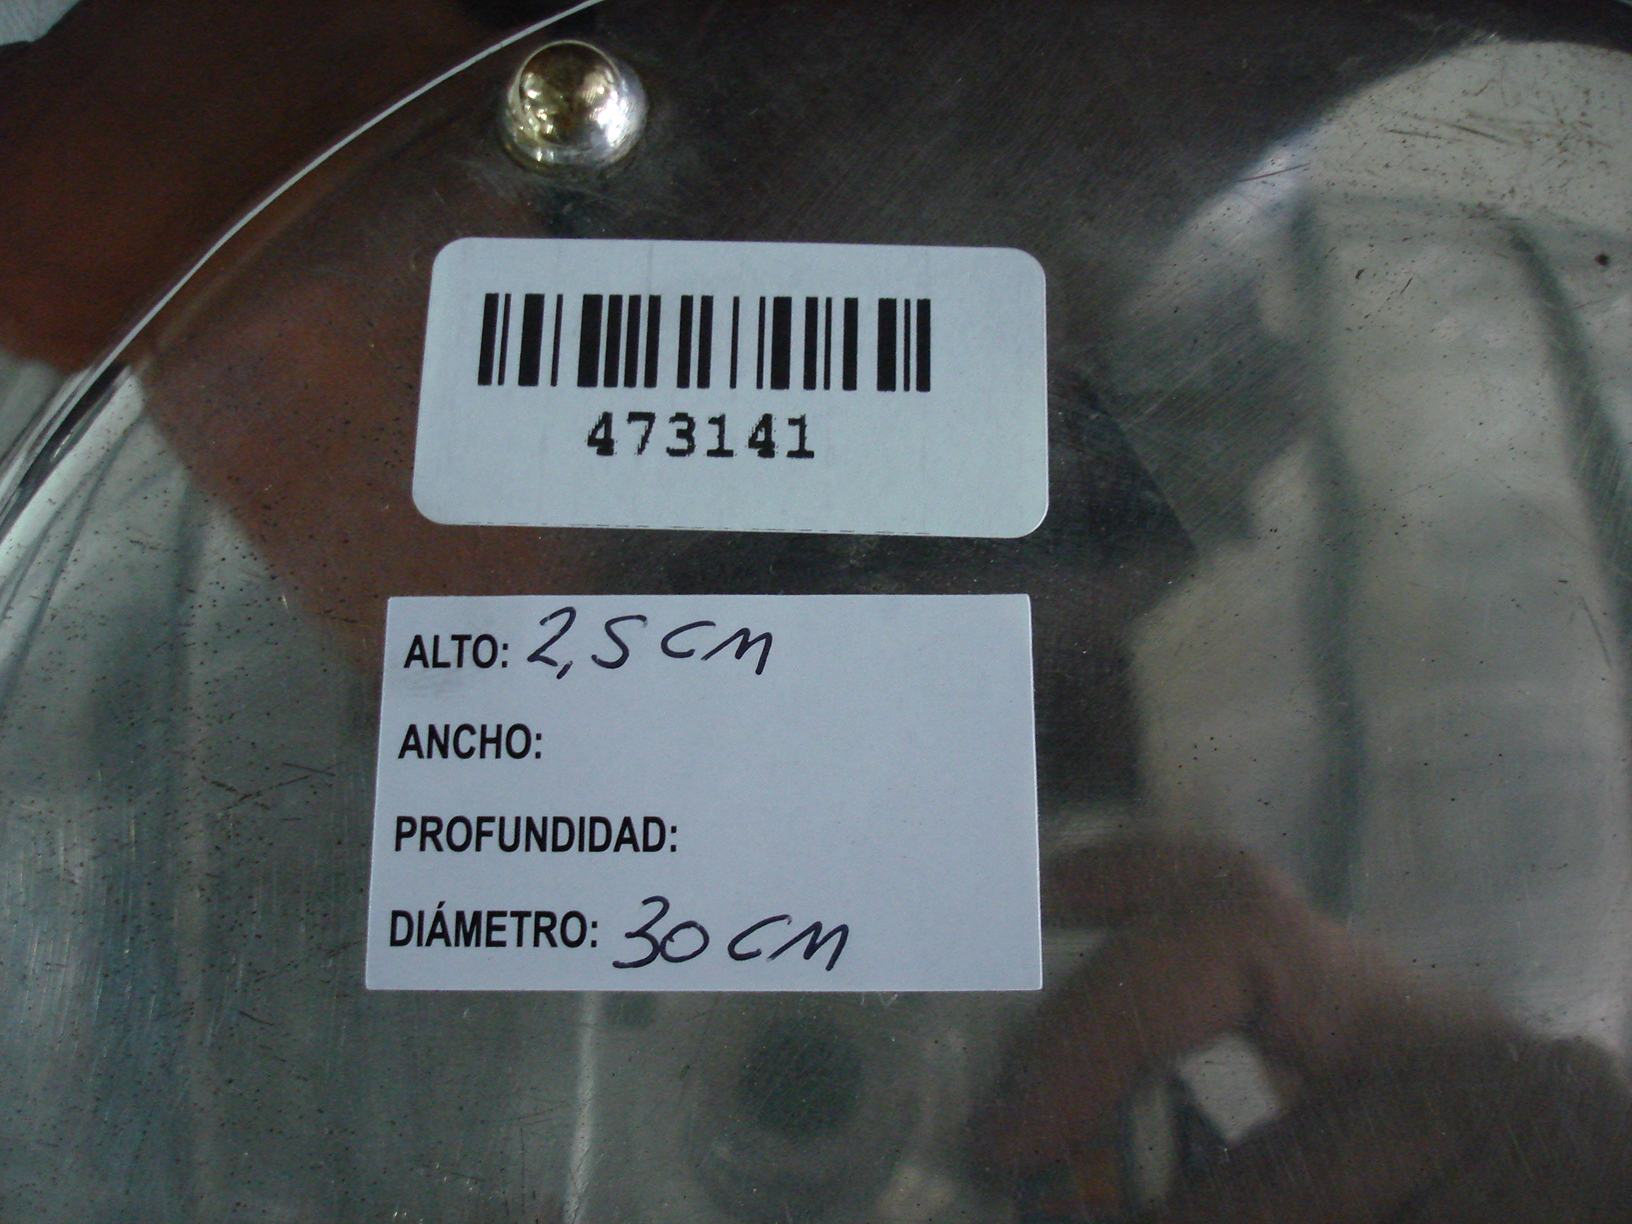 473141
ALTO: 2,5 CM
ANCHO:
PROFUNDIDAD:
DIÁMETRO: 30 CM